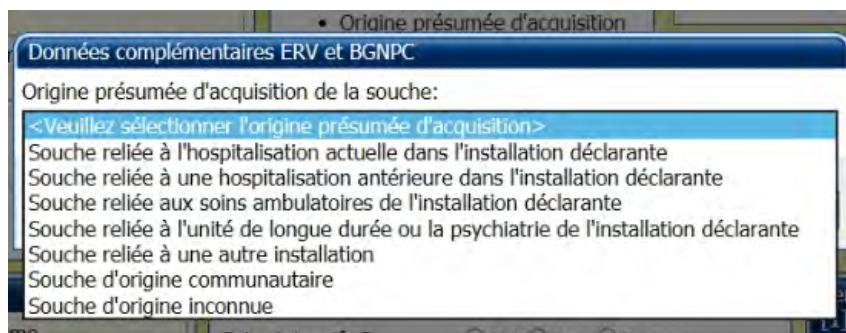 • Origine présumée d'acquisition
Données complémentaires ERV et BGNPC
Origine présumée d'acquisition de la souche:
<Veuillez sélectionner l'origine présumée d'acquisition>
Souche reliée à l'hospitalisation actuelle dans l'installation déclarante
Souche reliée à une hospitalisation antérieure dans l'installation déclarante
Souche reliée aux soins ambulatoires de l'installation déclarante
Souche reliée à l'unité de longue durée ou la psychiatrie de l'installation déclarante
Souche reliée à une autre installation
Souche d'origine communautaire
Souche d'origine inconnue